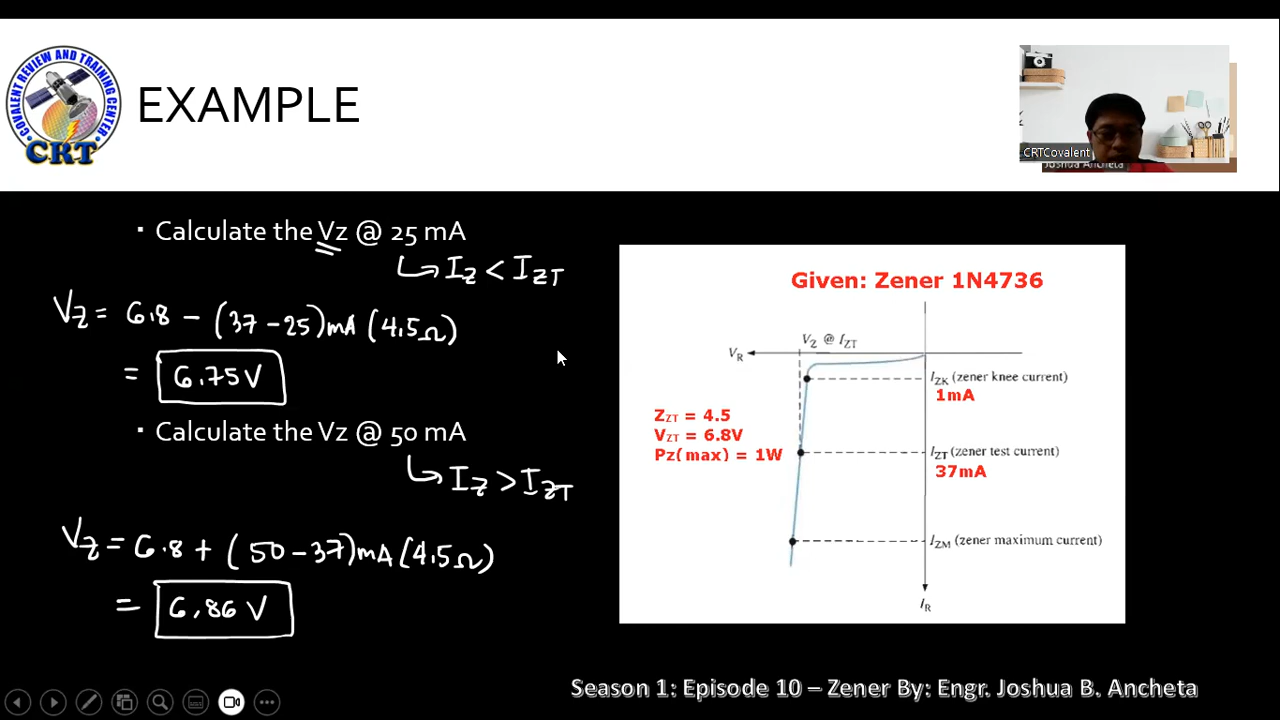 COVALENT REVIEW AND TRAINING CENTER
CRT
EXAMPLE
CRTCovalent
Joshua Ancheta
▪ Calculate the Vz @ 25 mA
↳ IZ < IZT
VZ = 6.8 - (37-25)mA (4.5Ω)
= 6.75V
▪ Calculate the Vz @ 50 mA
↳ IZ > IZT
VZ = 6.8 + (50-37)mA (4.5Ω)
= 6.86 V
Given: Zener 1N4736
VZ @ IZT
VR
IZK (zener knee current)
1mA
ZZT = 4.5
VZT = 6.8V
Pz(max) = 1W
IZT (zener test current)
37mA
IZM (zener maximum current)
IR
Season 1: Episode 10 – Zener By: Engr. Joshua B. Ancheta